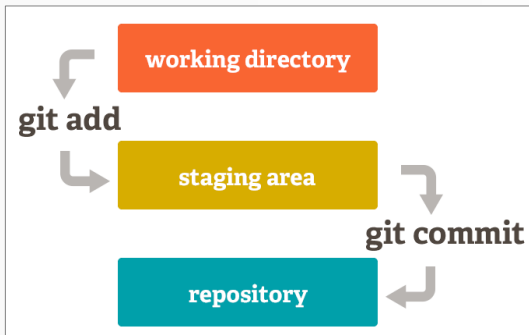 working directory
git add
staging area
git commit
repository